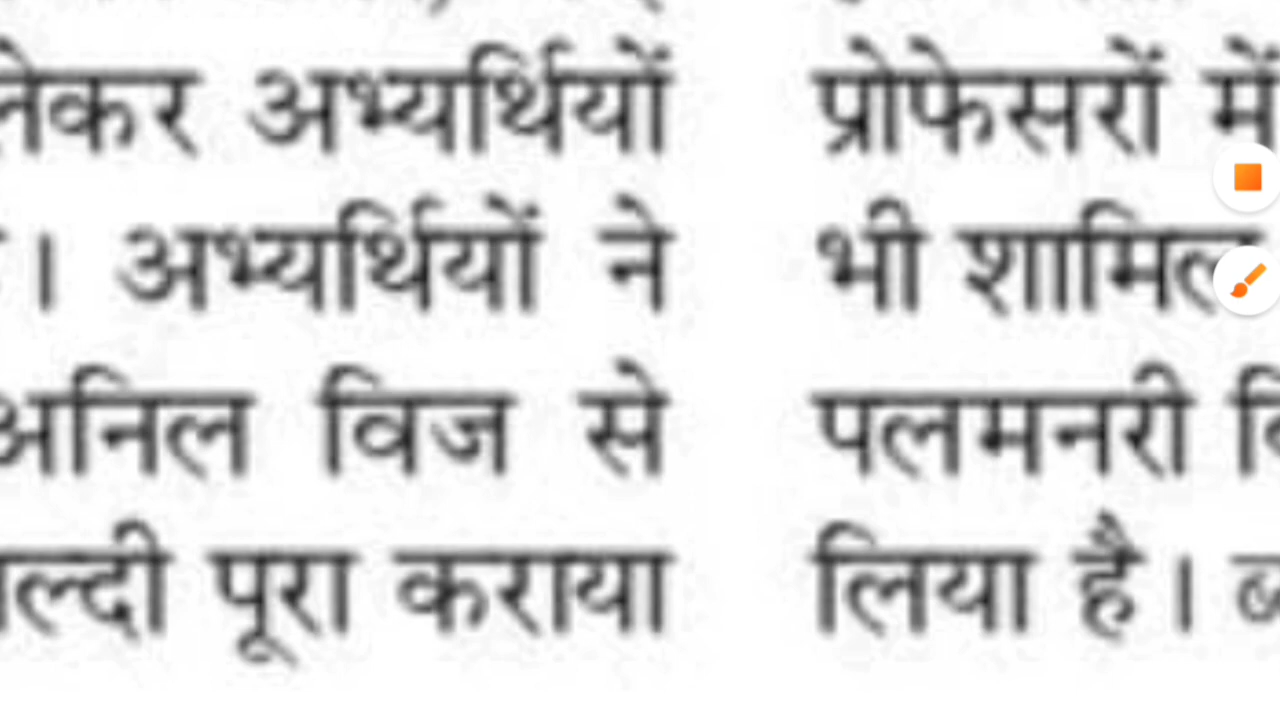 अभ्यर्थियों
। अभ्यर्थियों ने
अनिल विज से
पूरा कराया
प्रोफेसरों में
भी शामिल
पलमनरी
लिया है।